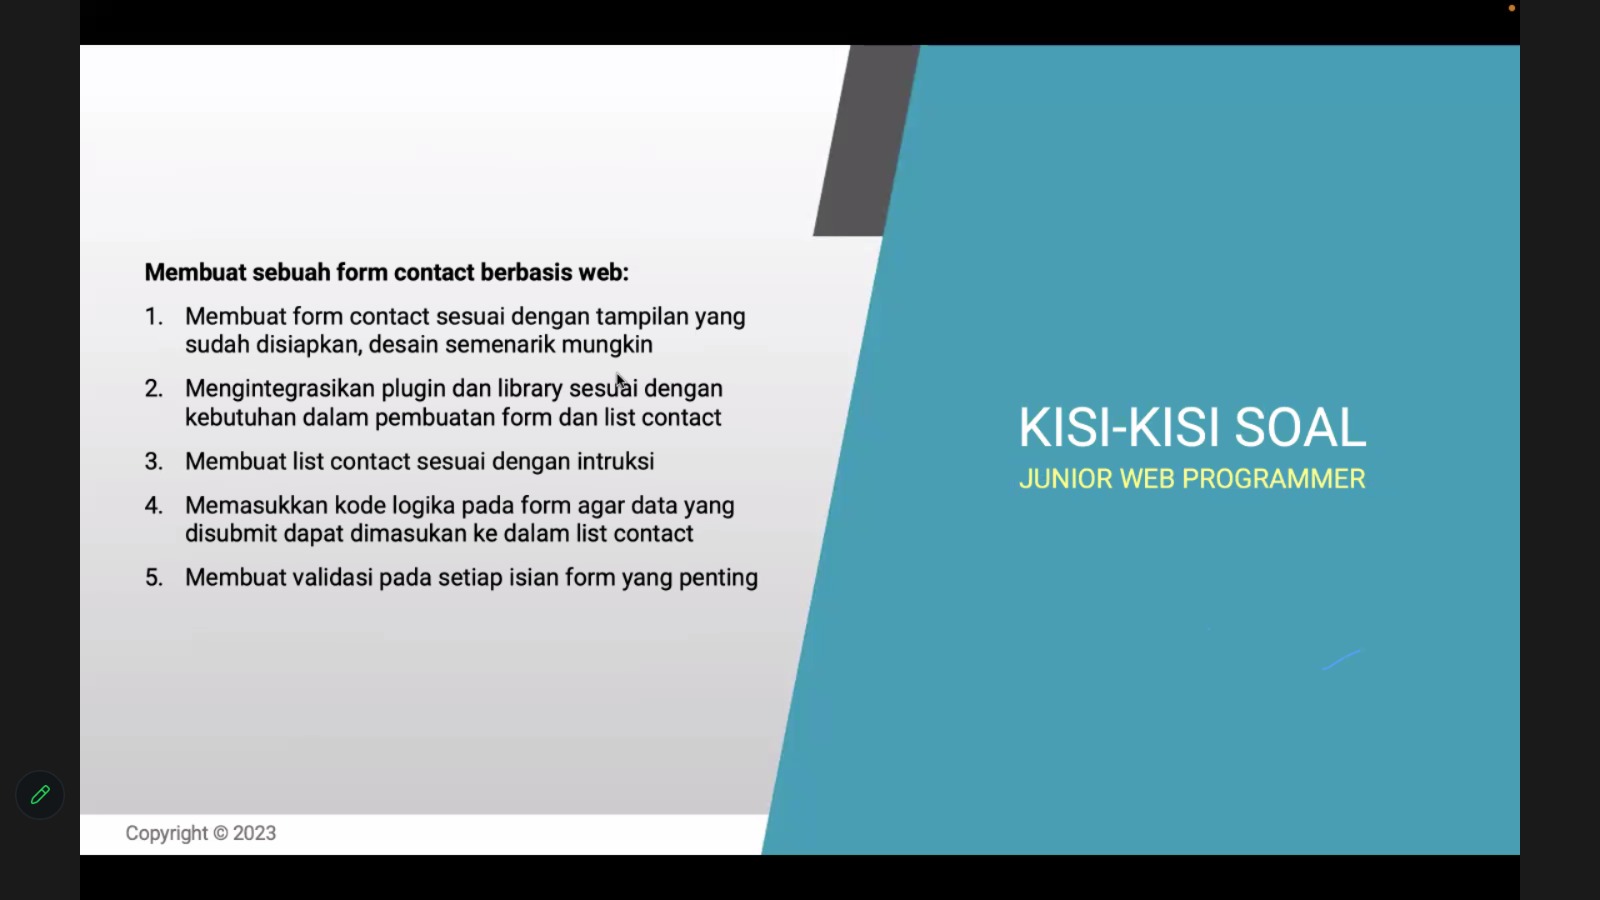 Membuat sebuah form contact berbasis web:
1. Membuat form contact sesuai dengan tampilan yang
sudah disiapkan, desain semenarik mungkin
2. Mengintegrasikan plugin dan library sesuai dengan
kebutuhan dalam pembuatan form dan list contact
3. Membuat list contact sesuai dengan intruksi
4. Memasukkan kode logika pada form agar data yang
disubmit dapat dimasukan ke dalam list contact
5. Membuat validasi pada setiap isian form yang penting
KISI-KISI SOAL
JUNIOR WEB PROGRAMMER
Copyright © 2023